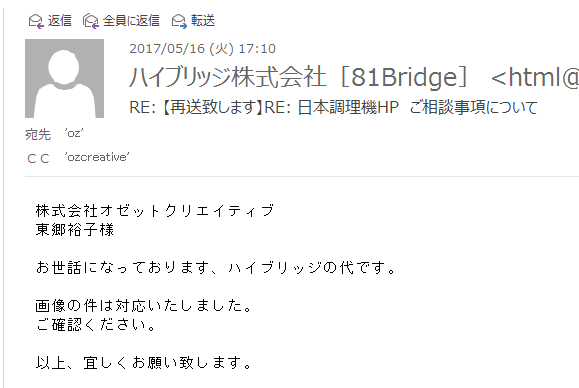 返信 全員に返信 転送
2017/05/16 (火) 17:10
ハイブリッジ株式会社［81Bridge］ <html@
RE: 【再送致します】RE: 日本調理機HP ご相談事項について
宛先 'oz'
ＣＣ 'ozcreative'
株式会社オゼットクリエイティブ
東郷裕子様
お世話になっております、ハイブリッジの代です。
画像の件は対応いたしました。
ご確認ください。
以上、宜しくお願い致します。